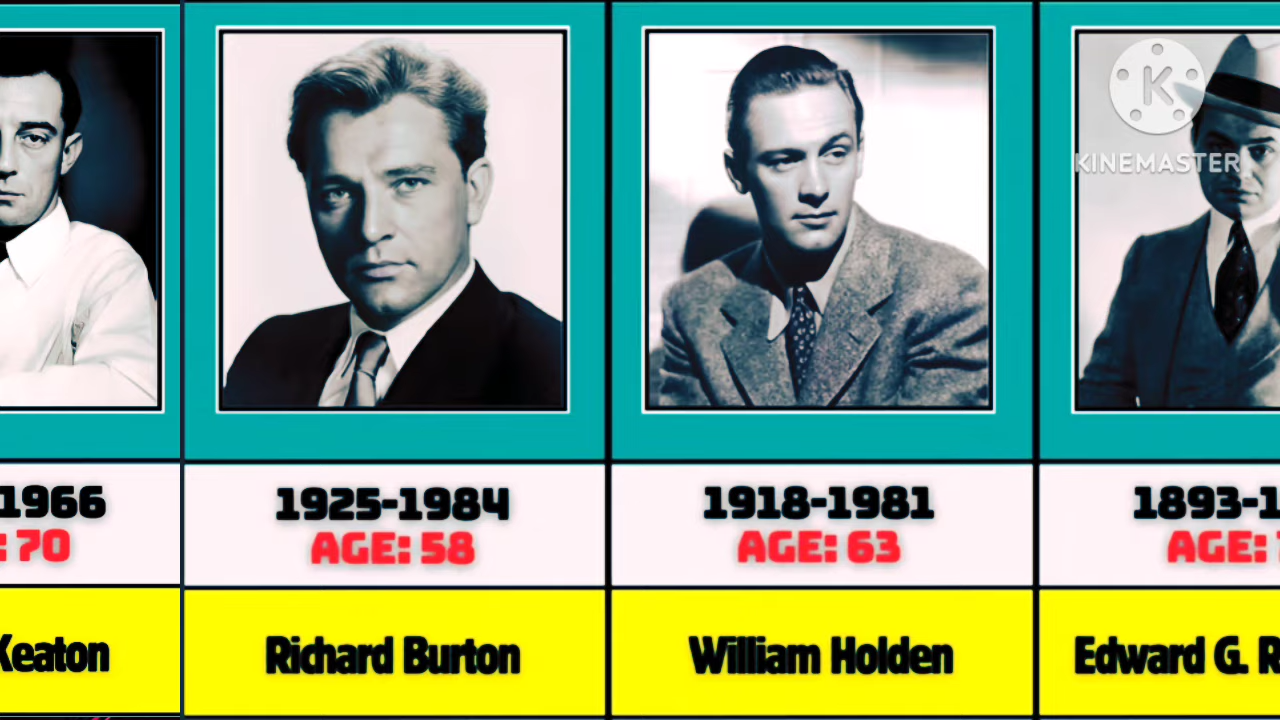 1966
: 70
Keaton
1925-1984
AGE: 58
Richard Burton
1918-1981
AGE: 63
William Holden
K
KINEMASTER
1893-1
AGE:
Edward G. R